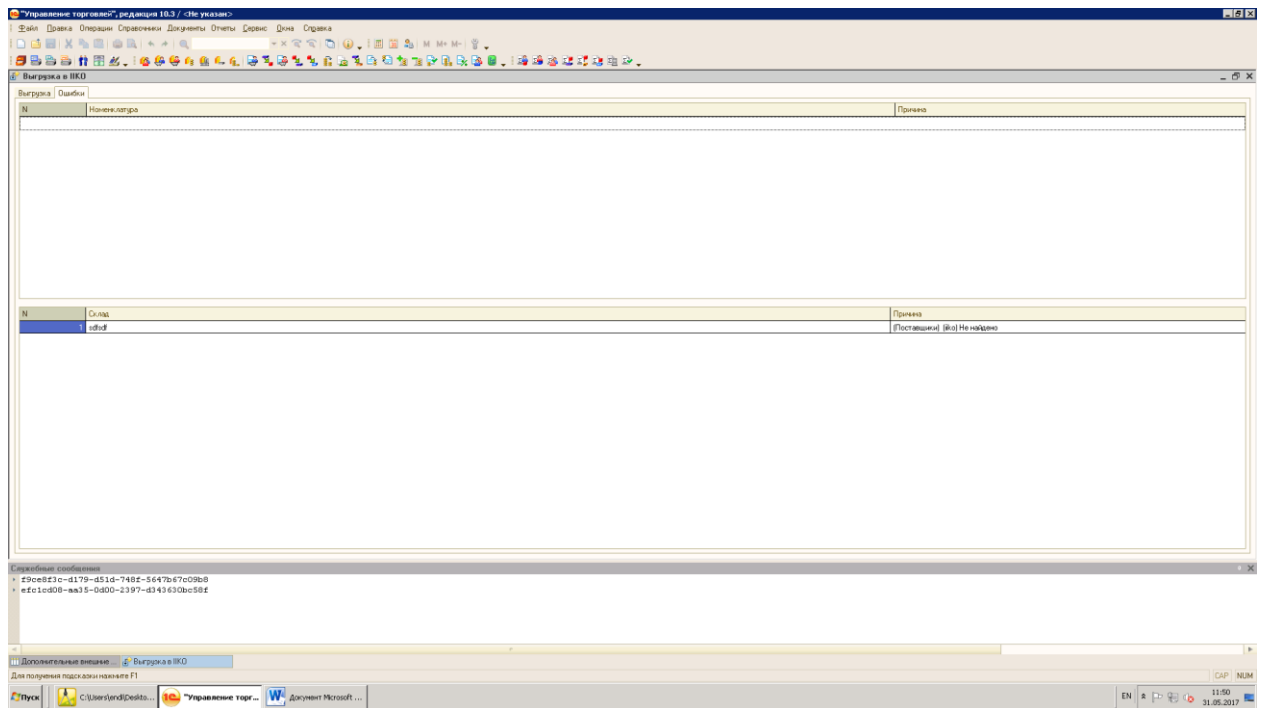 "Управление торговлей", редакция 10.3 / <Не указан>
Файл Правка Операции Справочники Документы Отчеты Сервис Окна Справка
M M+ M-
Выгрузка в IIKO
Выгрузка Ошибки
N Номенклатура Причина
N Склад Причина
1 sdhdf (Поставщики) (iiko) Не найдено
Служебные сообщения
f9ce8f3c-d179-d51d-748f-5647b67c09b8
efc1cd08-aa35-0d00-2397-d343630bc58f
Дополнительные внешние ... Выгрузка в IIKO
Для получения подсказки нажмите F1 CAP NUM
Пуск C:\Users\endl\Deskto... "Управление торг... Документ Microsoft ... EN 11:50
31.05.2017